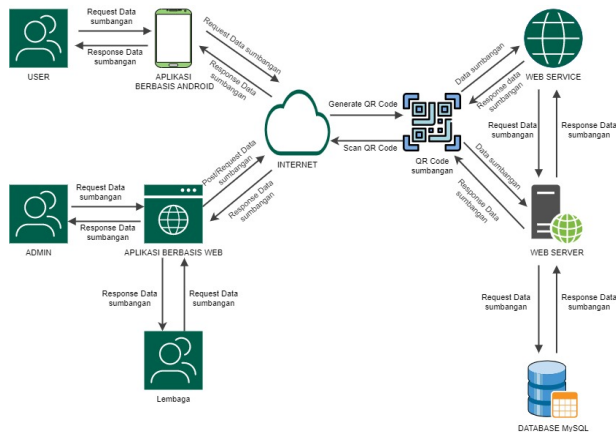 Request Data
sumbangan
Response Data
sumbangan
USER
APLIKASI
BERBASIS ANDROID
Request Data sumbangan
Response Data
sumbangan
INTERNET
Generate QR Code
Scan QR Code
QR Code
sumbangan
Data sumbangan
Response data
sumbangan
WEB SERVICE
Request Data
sumbangan
Response Data
sumbangan
Data sumbangan
Response Data
sumbangan
WEB SERVER
Post/Request Data
sumbangan
Response Data
sumbangan
Request Data
sumbangan
Response Data
sumbangan
ADMIN
APLIKASI BERBASIS WEB
Response Data
sumbangan
Request Data
sumbangan
Lembaga
Request Data
sumbangan
Response Data
sumbangan
DATABASE MySQL